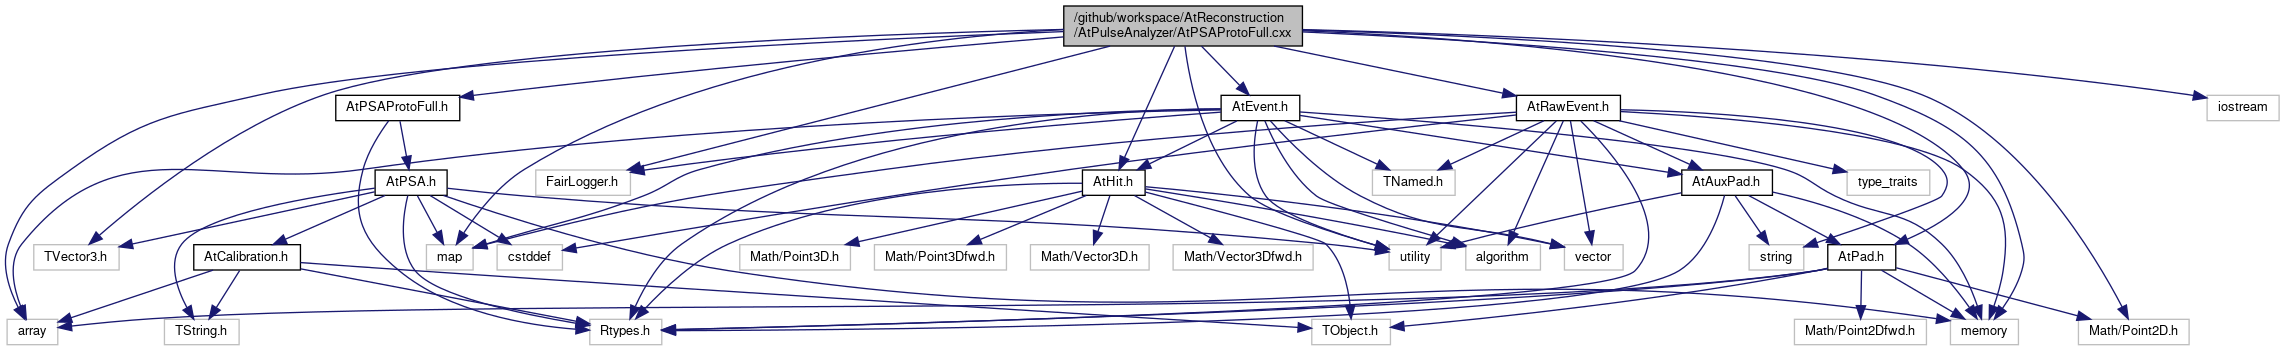 /github/workspace/AtReconstruction
/AtPulseAnalyzer/AtPSAProtoFull.cxx
AtPSAProtoFull.h
AtEvent.h
AtRawEvent.h
iostream
AtPSA.h
FairLogger.h
AtHit.h
TNamed.h
AtAuxPad.h
type_traits
TVector3.h
AtCalibration.h
map
cstddef
Math/Point3D.h
Math/Point3Dfwd.h
Math/Vector3D.h
Math/Vector3Dfwd.h
utility
algorithm
vector
string
AtPad.h
array
TString.h
Rtypes.h
TObject.h
Math/Point2Dfwd.h
memory
Math/Point2D.h